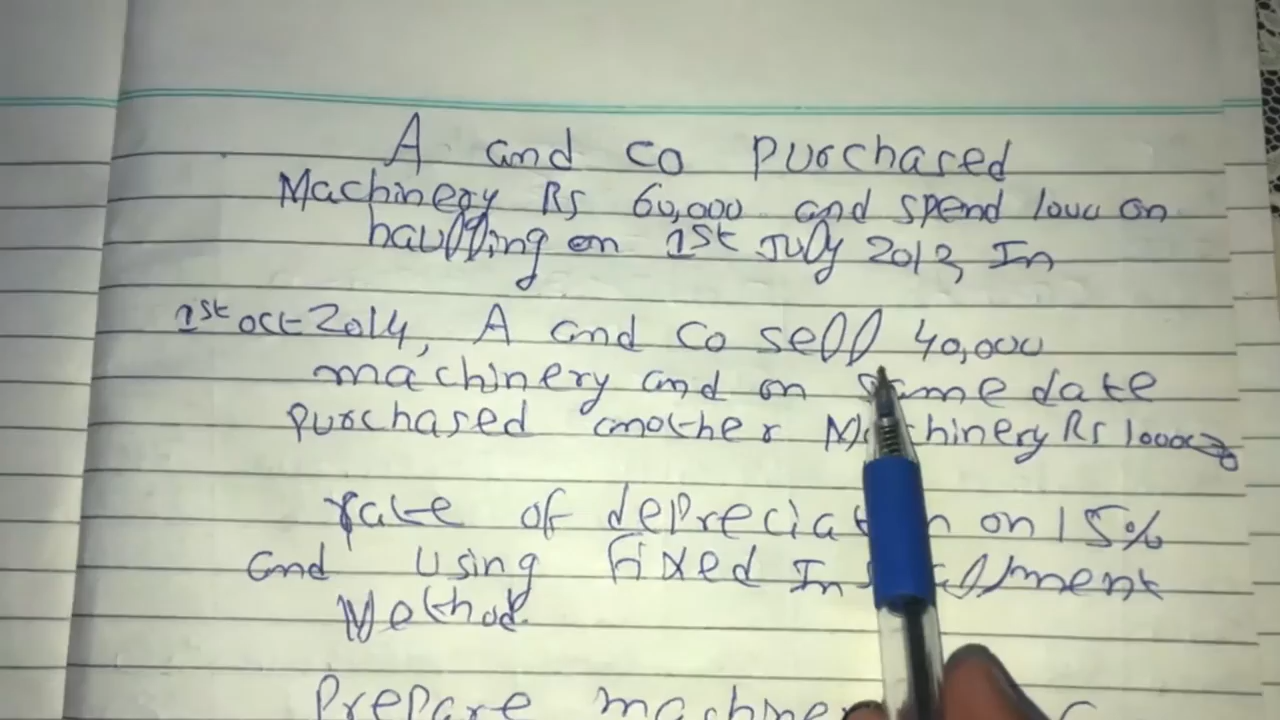 A and co purchased
Machinery Rs 60,000 and spend 1000 on
haulling on 1st July 2013, In
1st oct 2014, A and Co sell 40,000
machinery and on same date
purchased another Machinery Rs
rate of depreciation on 15%
and using Fixed Installment
Method
Prepare